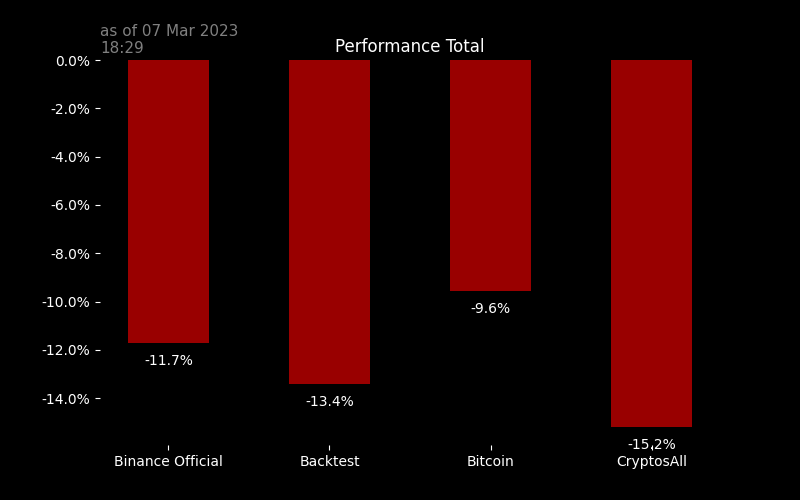 as of 07 Mar 2023
18:29
Performance Total
0.0%
-2.0%
-4.0%
-6.0%
-8.0%
-10.0%
-12.0%
-14.0%
-11.7%
-13.4%
-9.6%
-15.2%
Binance Official
Backtest
Bitcoin
CryptosAll